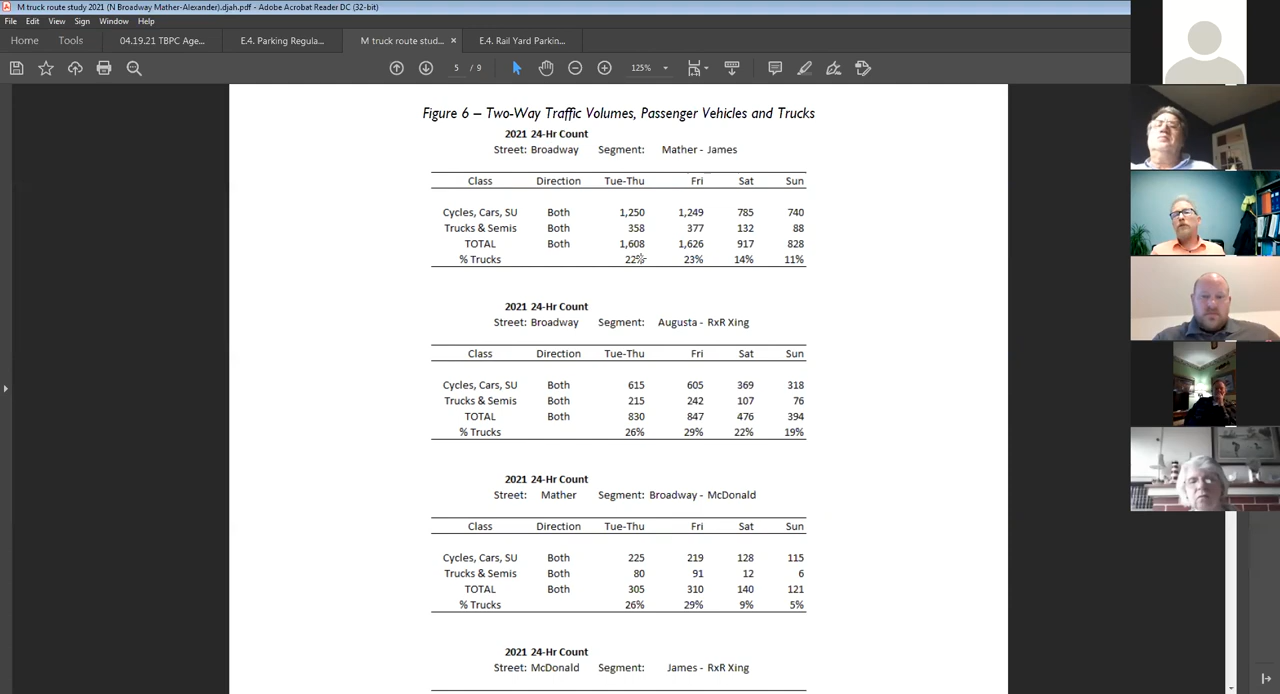 M truck route study 2021 (N Broadway Mather-Alexander).djah.pdf - Adobe Acrobat Reader DC (32-bit)
File Edit View Sign Window Help
Home Tools 04.19.21 TBPC Age... E.4. Parking Regula... M truck route stud... × E.4. Rail Yard Parkin...
5 / 9 125%
Figure 6 – Two-Way Traffic Volumes, Passenger Vehicles and Trucks
2021 24-Hr Count
Street: Broadway Segment: Mather - James
Class Direction Tue-Thu Fri Sat Sun
Cycles, Cars, SU Both 1,250 1,249 785 740
Trucks & Semis Both 358 377 132 88
TOTAL Both 1,608 1,626 917 828
% Trucks 22% 23% 14% 11%
2021 24-Hr Count
Street: Broadway Segment: Augusta - RxR Xing
Class Direction Tue-Thu Fri Sat Sun
Cycles, Cars, SU Both 615 605 369 318
Trucks & Semis Both 215 242 107 76
TOTAL Both 830 847 476 394
% Trucks 26% 29% 22% 19%
2021 24-Hr Count
Street: Mather Segment: Broadway - McDonald
Class Direction Tue-Thu Fri Sat Sun
Cycles, Cars, SU Both 225 219 128 115
Trucks & Semis Both 80 91 12 6
TOTAL Both 305 310 140 121
% Trucks 26% 29% 9% 5%
2021 24-Hr Count
Street: McDonald Segment: James - RxR Xing